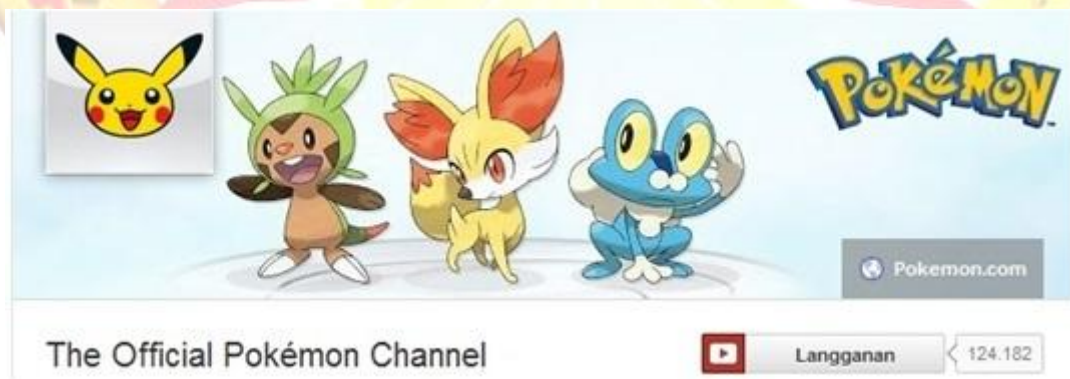 POKéMON
Pokemon.com
The Official Pokémon Channel
Langganan
124.182